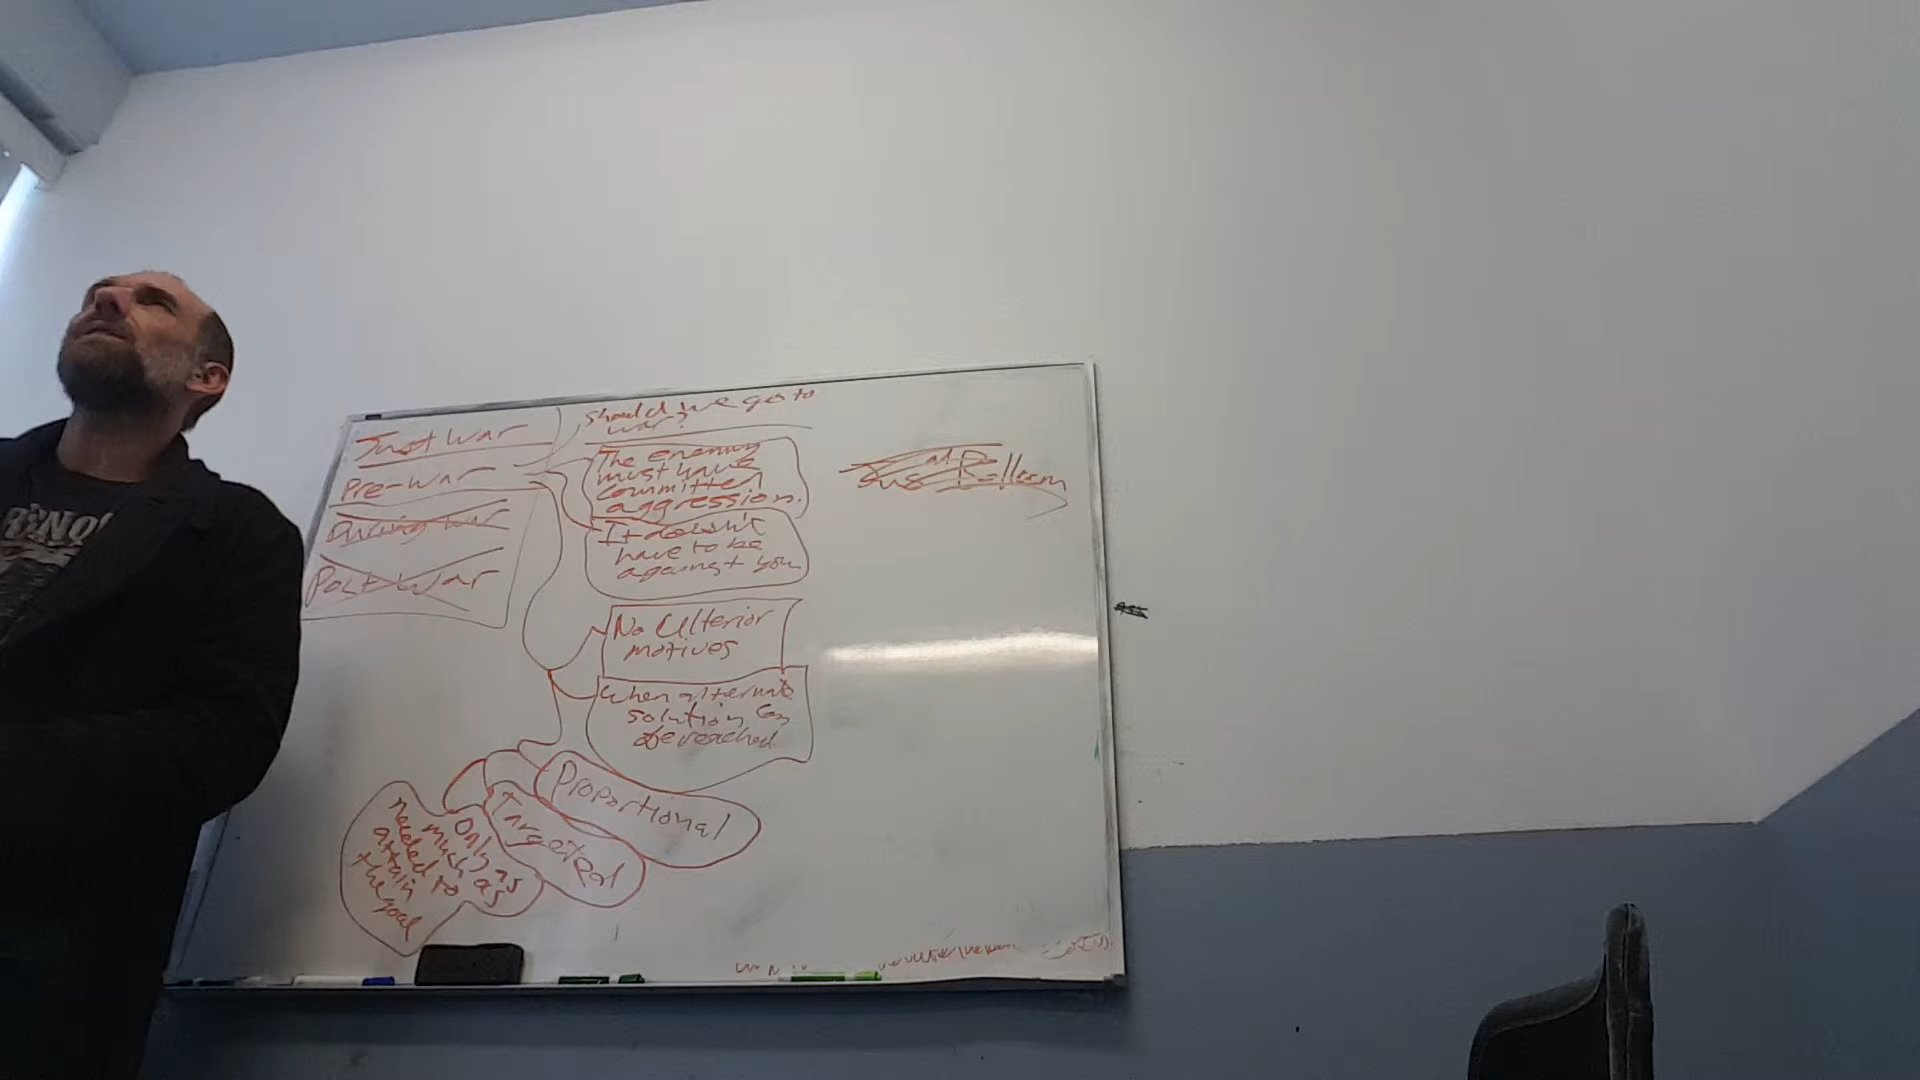 Just War
Pre-War
During War
Post War
Should we go to
war?
The enemy
must have
committed
aggression.
It doesn't
have to be
against you
No Ulterior
motives
When alternate
solution can
be reached
Proportional
Targeted
Only as
much as
needed to
attain
the goal